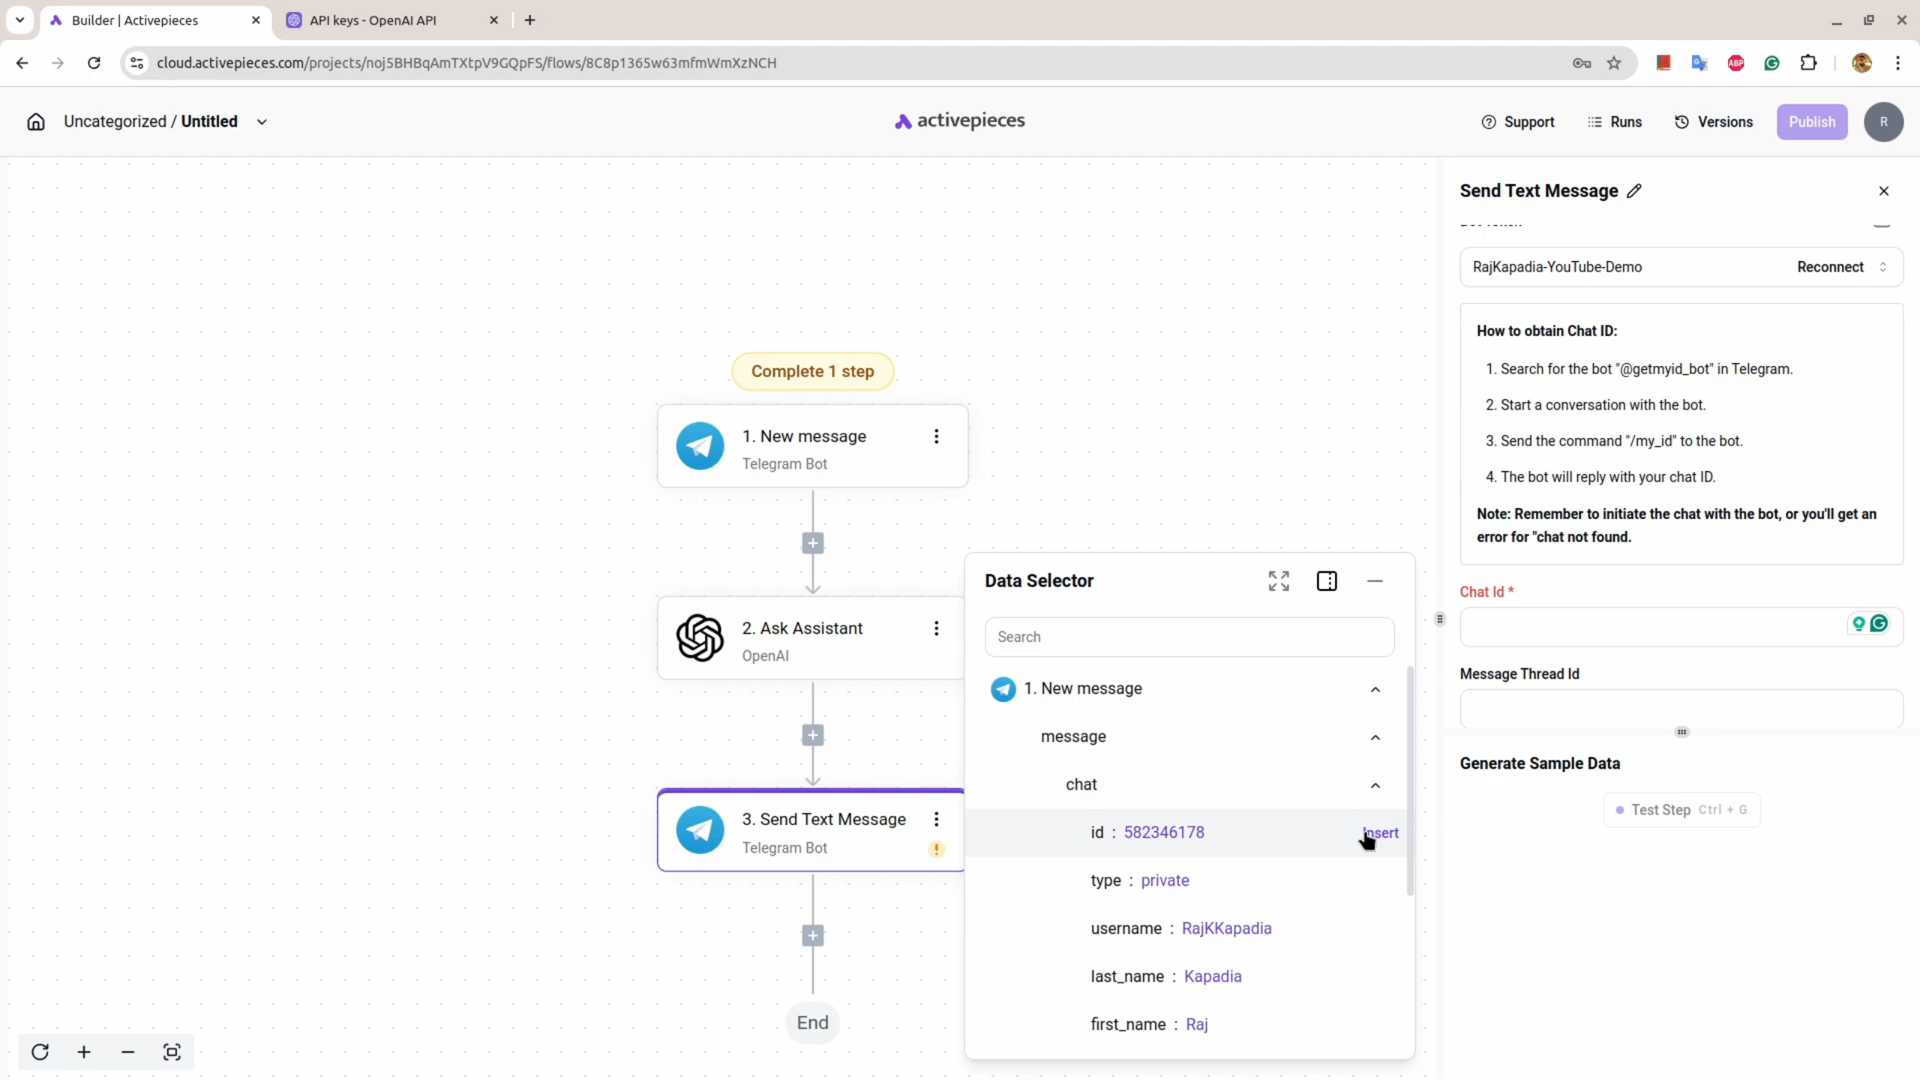 Builder | Activepieces
API keys - OpenAI API
cloud.activepieces.com/projects/noj5BHBqAmTXtpV9GQpFS/flows/8C8p1365w63mfmWmXzNCH
ABP
Uncategorized / Untitled
activepieces
Support
Runs
Versions
Publish
R
Send Text Message
RajKapadia-YouTube-Demo
Reconnect
How to obtain Chat ID:
1. Search for the bot "@getmyid_bot" in Telegram.
2. Start a conversation with the bot.
3. Send the command "/my_id" to the bot.
4. The bot will reply with your chat ID.
Note: Remember to initiate the chat with the bot, or you'll get an
error for "chat not found.
Chat Id *
Message Thread Id
Generate Sample Data
Test Step Ctrl + G
Complete 1 step
1. New message
Telegram Bot
2. Ask Assistant
OpenAI
3. Send Text Message
Telegram Bot
End
Data Selector
Search
1. New message
message
chat
id : 582346178
Insert
type : private
username : RajKKapadia
last_name : Kapadia
first_name : Raj